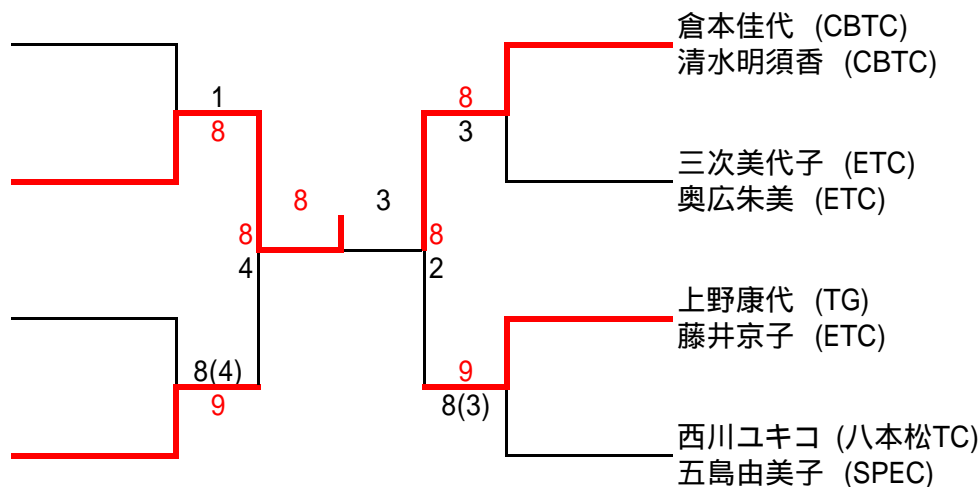 倉本佳代 (CBTC)
清水明須香 (CBTC)
1
8
8
3
三次美代子 (ETC)
奥広朱美 (ETC)
8
3
8
4
8
2
上野康代 (TG)
藤井京子 (ETC)
8(4)
9
9
8(3)
西川ユキコ (八本松TC)
五島由美子 (SPEC)